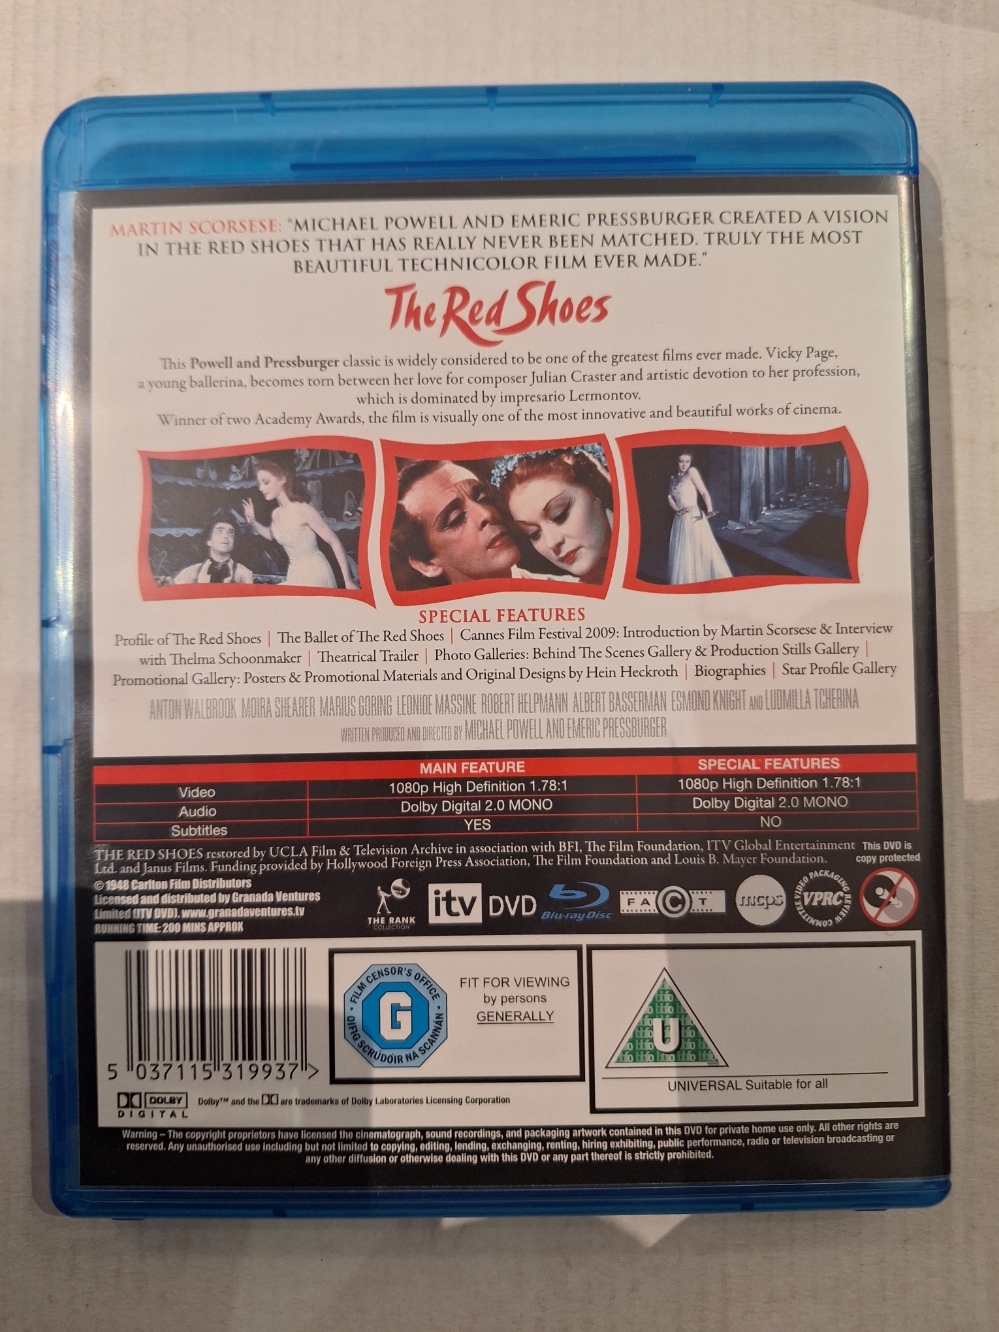 MARTIN SCORSESE: "MICHAEL POWELL AND EMERIC PRESSBURGER CREATED A VISION
IN THE RED SHOES THAT HAS REALLY NEVER BEEN MATCHED. TRULY THE MOST
BEAUTIFUL TECHNICOLOR FILM EVER MADE."
The Red Shoes
This Powell and Pressburger classic is widely considered to be one of the greatest films ever made. Vicky Page,
a young ballerina, becomes torn between her love for composer Julian Craster and artistic devotion to her profession,
which is dominated by impresario Lermontov.
Winner of two Academy Awards, the film is visually one of the most innovative and beautiful works of cinema.
SPECIAL FEATURES
Profile of The Red Shoes | The Ballet of The Red Shoes | Cannes Film Festival 2009: Introduction by Martin Scorsese & Interview
with Thelma Schoonmaker | Theatrical Trailer | Photo Galleries: Behind The Scenes Gallery & Production Stills Gallery |
Promotional Gallery: Posters & Promotional Materials and Original Designs by Hein Heckroth | Biographies | Star Profile Gallery
ANTON WALBROOK MOIRA SHEARER MARIUS GORING LEONIDE MASSINE ROBERT HELPMANN ALBERT BASSERMAN ESMOND KNIGHT AND LUDMILLA TCHERINA
WRITTEN PRODUCED AND DIRECTED BY MICHAEL POWELL AND EMERIC PRESSBURGER
MAIN FEATURE SPECIAL FEATURES
Video 1080p High Definition 1.78:1 1080p High Definition 1.78:1
Audio Dolby Digital 2.0 MONO Dolby Digital 2.0 MONO
Subtitles YES NO
THE RED SHOES restored by UCLA Film & Television Archive in association with BFI, The Film Foundation, ITV Global Entertainment
Ltd. and Janus Films. Funding provided by Hollywood Foreign Press Association, The Film Foundation and Louis B. Mayer Foundation.
This DVD is
copy protected
© 1948 Carlton Film Distributors
Licensed and distributed by Granada Ventures
Limited (ITV DVD). www.granadaventures.tv
RUNNING TIME: 200 MINS APPROX
THE RANK
COLLECTION
itv DVD
Blu-ray Disc
FACT
mcps
VIDEO PACKAGING REVIEW COMMITTEE
VPRC
5 037115 319937 >
FILM CENSOR'S OFFICE
G
OIFIG SCRÚDÓIR NA SCANNÁN
FIT FOR VIEWING
by persons
GENERALLY
U
UNIVERSAL Suitable for all
DOLBY
DIGITAL
Dolby™ and the are trademarks of Dolby Laboratories Licensing Corporation
Warning – The copyright proprietors have licensed the cinematograph, sound recordings, and packaging artwork contained in this DVD for private home use only. All other rights are
reserved. Any unauthorised use including but not limited to copying, editing, lending, exchanging, renting, hiring exhibiting, public performance, radio or television broadcasting or
any other diffusion or otherwise dealing with this DVD or any part thereof is strictly prohibited.